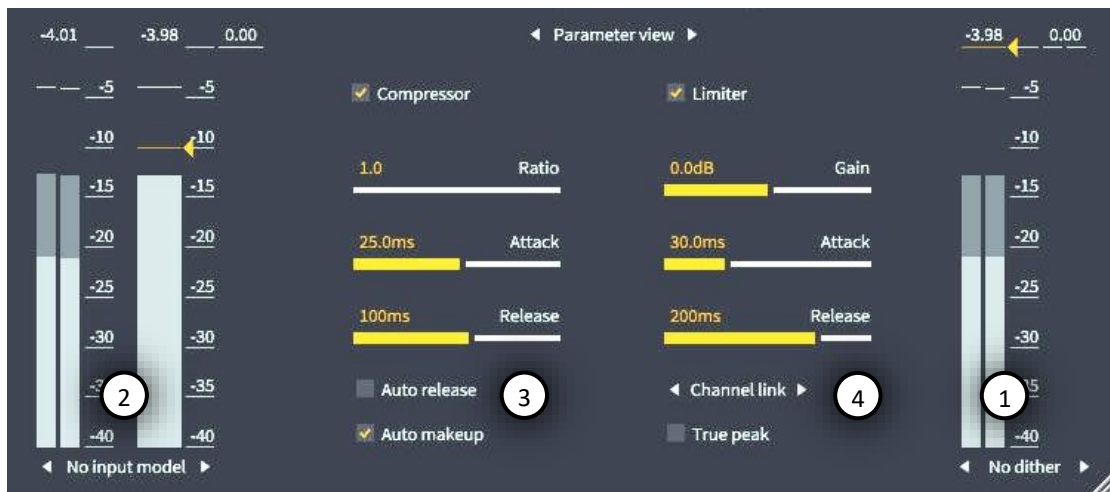 -4.01 -3.98 0.00 Parameter view -3.98 0.00
-5 -5 Compressor Limiter -5
-10 -10 -10
1.0 Ratio 0.0dB Gain
-15 -15 -15
-20 -20 25.0ms Attack 30.0ms Attack -20
-25 -25 -25
100ms Release 200ms Release
-30 -30 -30
-35 Auto release Channel link
2 3 4 1
-40 -40 Auto makeup True peak -40
No input model No dither